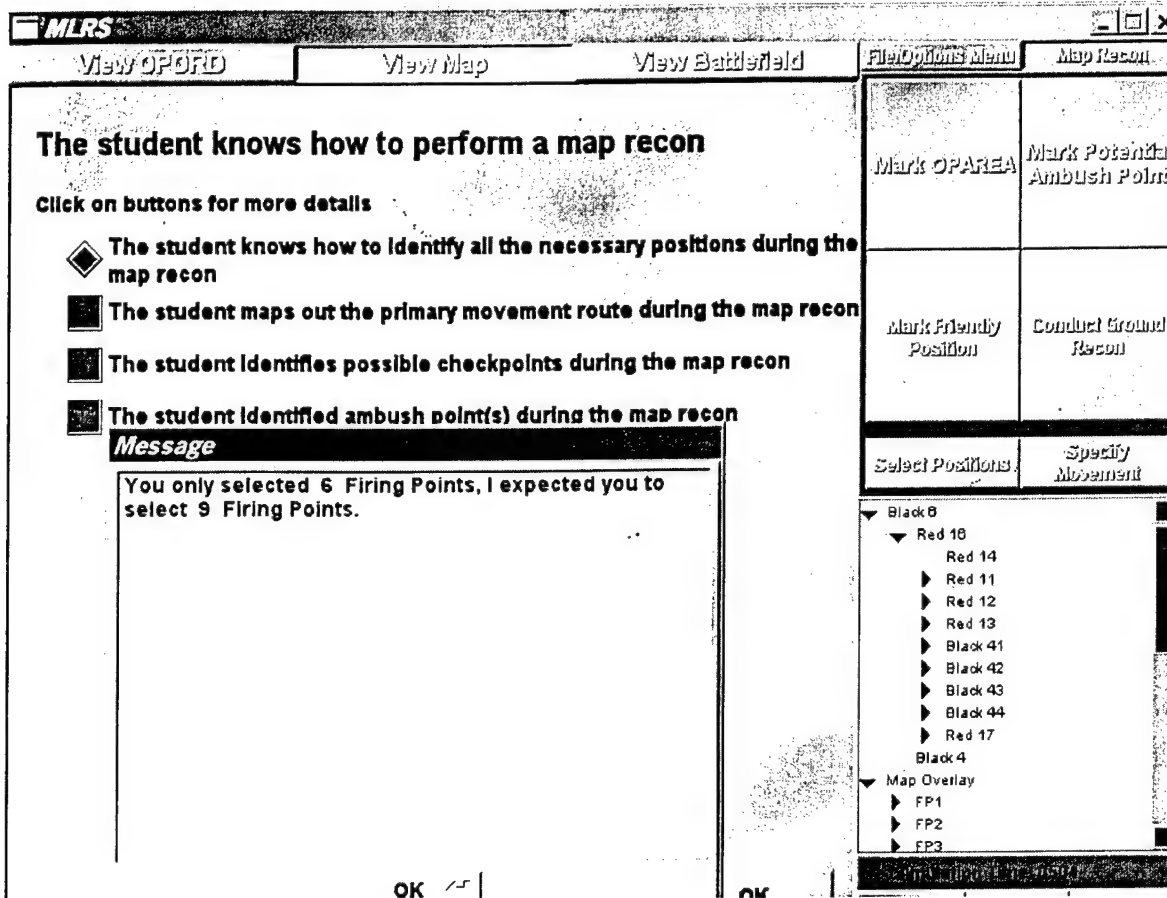 MLRS
View OPORD
View Map
View Battlefield
File/Options Menu
Map Recon
The student knows how to perform a map recon
Click on buttons for more details
The student knows how to identify all the necessary positions during the
map recon
The student maps out the primary movement route during the map recon
The student identifies possible checkpoints during the map recon
The student identified ambush point(s) during the map recon
Message
You only selected 6 Firing Points, I expected you to
select 9 Firing Points.
OK
OK
Mark OPAREA
Mark Potentia
Ambush Point
Mark Friendly
Position
Conduct Ground
Recon
Select Positions
Specify
Movement
Black 6
Red 16
Red 14
Red 11
Red 12
Red 13
Black 41
Black 42
Black 43
Black 44
Red 17
Black 4
Map Overlay
FP1
FP2
FP3